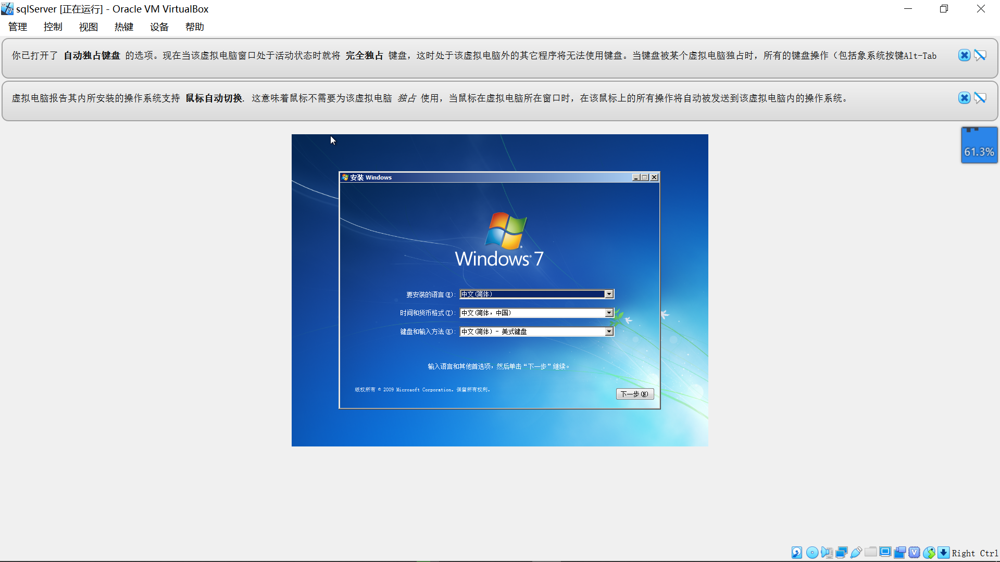 sqlServer [正在运行] - Oracle VM VirtualBox
管理 控制 视图 热键 设备 帮助
你已打开了 自动独占键盘 的选项。现在当该虚拟电脑窗口处于活动状态时就将 完全独占 键盘，这时处于该虚拟电脑外的其它程序将无法使用键盘。当键盘被某个虚拟电脑独占时，所有的键盘操作（包括象系统按键Alt-Tab
虚拟电脑报告其内所安装的操作系统支持 鼠标自动切换. 这意味着鼠标不需要为该虚拟电脑 独占 使用，当鼠标在虚拟电脑所在窗口时，在该鼠标上的所有操作将自动被发送到该虚拟电脑内的操作系统。
61.3%
安装 Windows
Windows® 7
要安装的语言(E): 中文(简体)
时间和货币格式(T): 中文(简体，中国)
键盘和输入方法(K): 中文(简体) - 美式键盘
输入语言和其他首选项，然后单击“下一步”继续。
版权所有 © 2009 Microsoft Corporation. 保留所有权利。
下一步(N)
Right Ctrl